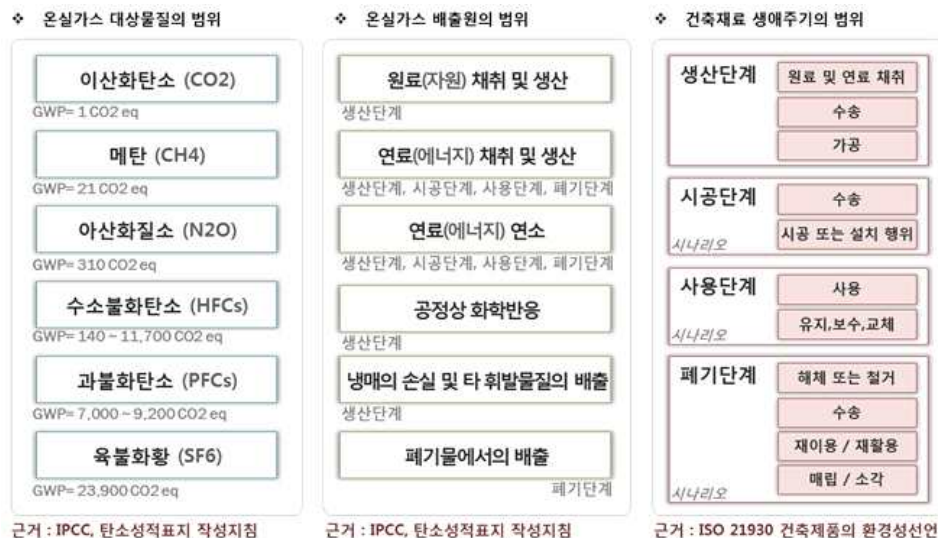 ❖ 온실가스 대상물질의 범위
이산화탄소 (CO2)
GWP= 1 CO2 eq
메탄 (CH4)
GWP= 21 CO2 eq
아산화질소 (N2O)
GWP= 310 CO2 eq
수소불화탄소 (HFCs)
GWP= 140 ~ 11,700 CO2 eq
과불화탄소 (PFCs)
GWP= 7,000 ~ 9,200 CO2 eq
육불화황 (SF6)
GWP= 23,900 CO2 eq
근거 : IPCC, 탄소성적표지 작성지침
❖ 온실가스 배출원의 범위
원료(자원) 채취 및 생산
생산단계
연료(에너지) 채취 및 생산
생산단계, 시공단계, 사용단계, 폐기단계
연료(에너지) 연소
생산단계, 시공단계, 사용단계, 폐기단계
공정상 화학반응
생산단계
냉매의 손실 및 타 휘발물질의 배출
생산단계
폐기물에서의 배출
폐기단계
근거 : IPCC, 탄소성적표지 작성지침
❖ 건축재료 생애주기의 범위
생산단계
원료 및 연료 채취
수송
가공
시공단계
수송
시공 또는 설치 행위
시나리오
사용단계
사용
유지,보수,교체
시나리오
폐기단계
해체 또는 철거
수송
재이용 / 재활용
매립 / 소각
시나리오
근거 : ISO 21930 건축제품의 환경성선언